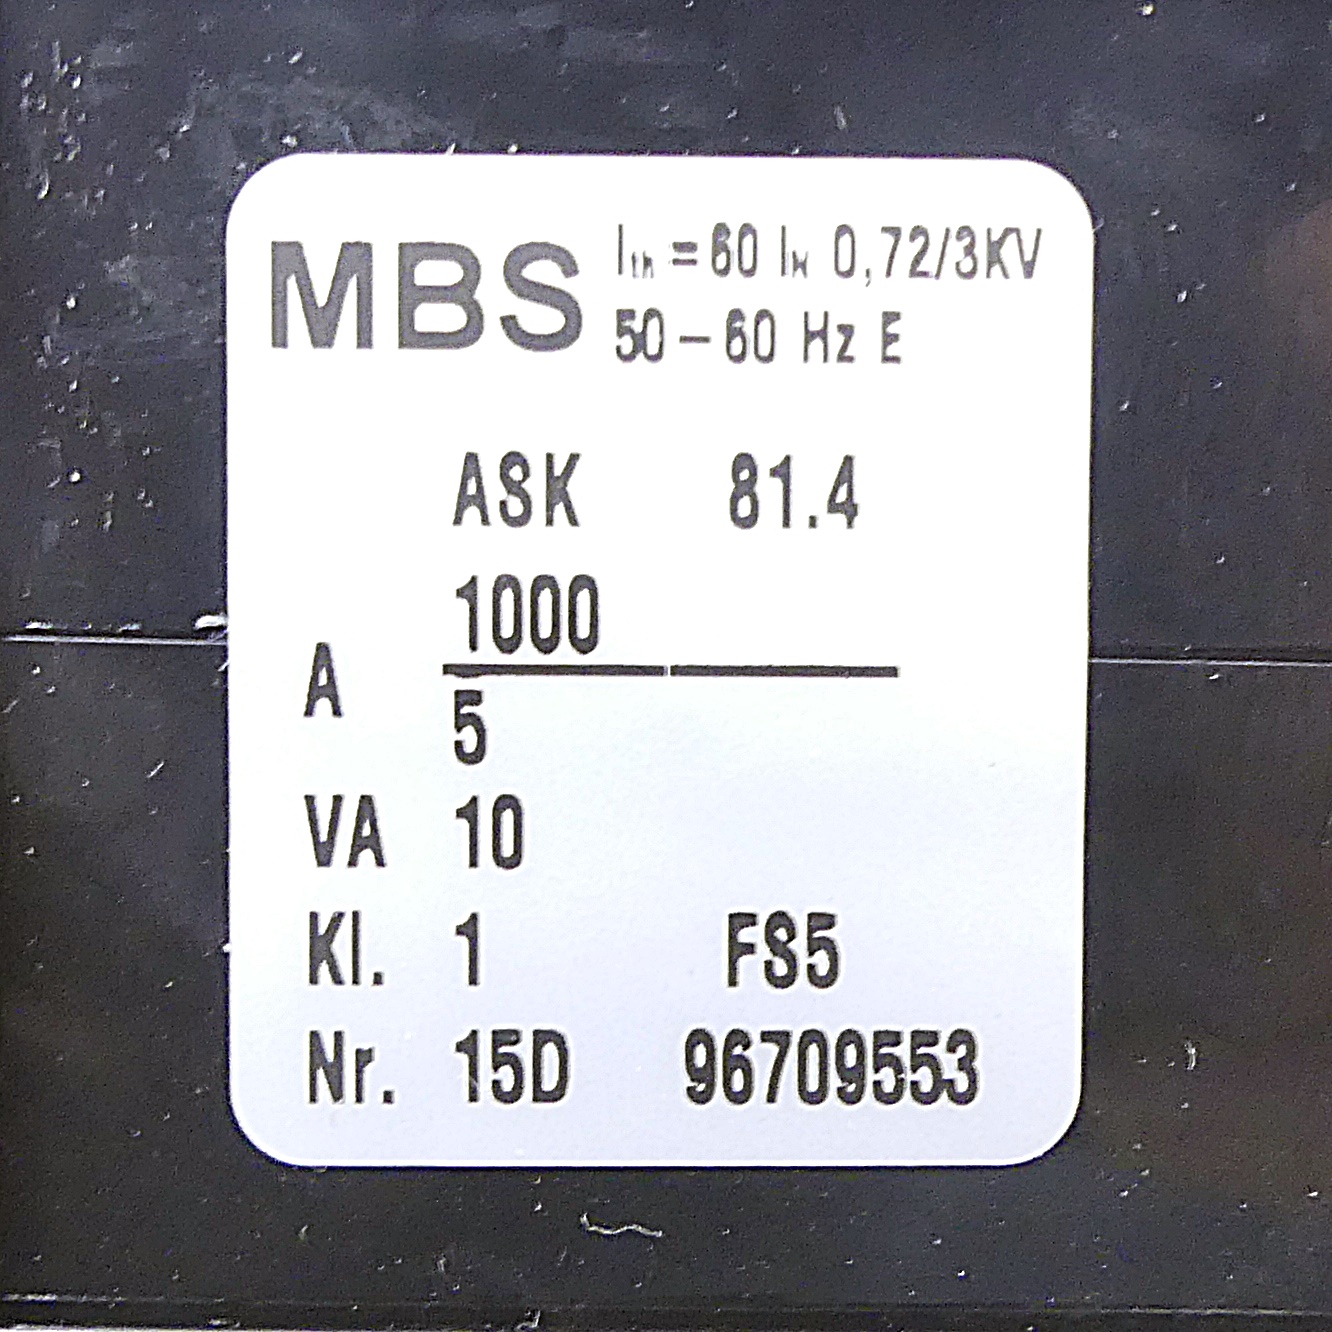 MBS
Ith = 60 IN 0,72/3KV
50 – 60 Hz E
ASK 81.4
A 1000
5
VA 10
Kl. 1 FS5
Nr. 15D 96709553